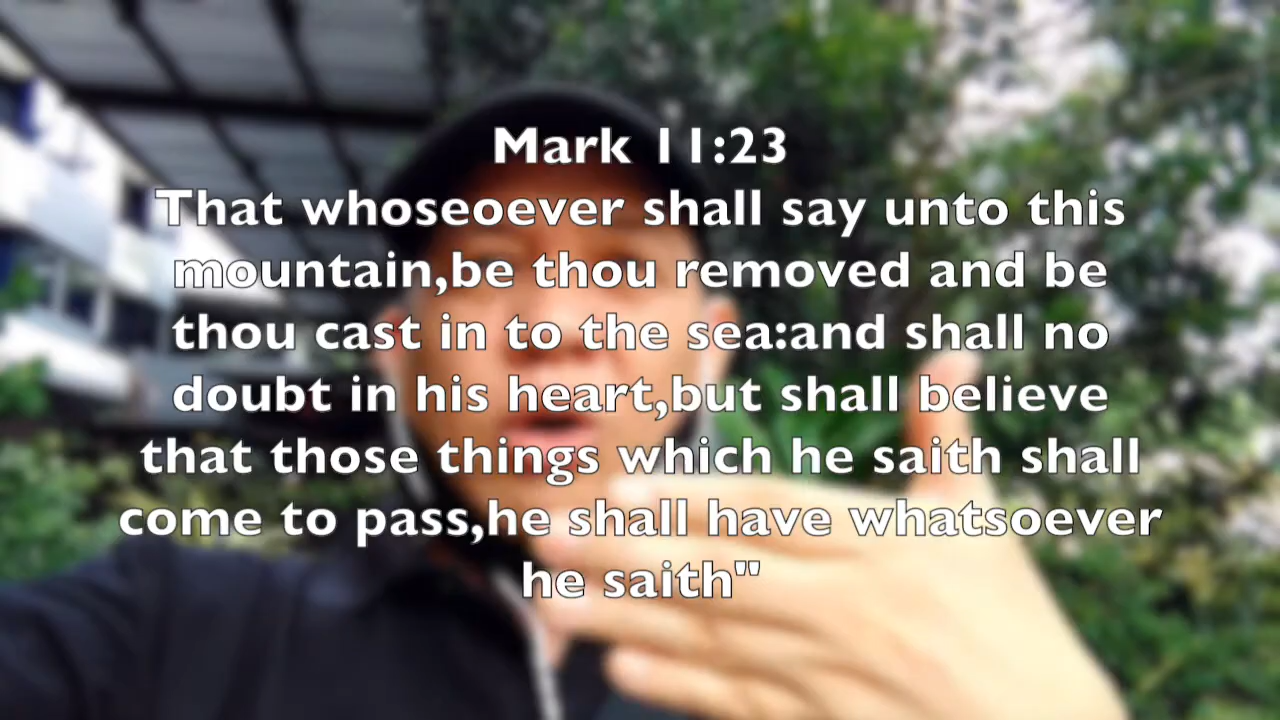 Mark 11:23
That whoseoever shall say unto this
mountain,be thou removed and be
thou cast in to the sea:and shall no
doubt in his heart,but shall believe
that those things which he saith shall
come to pass,he shall have whatsoever
he saith"